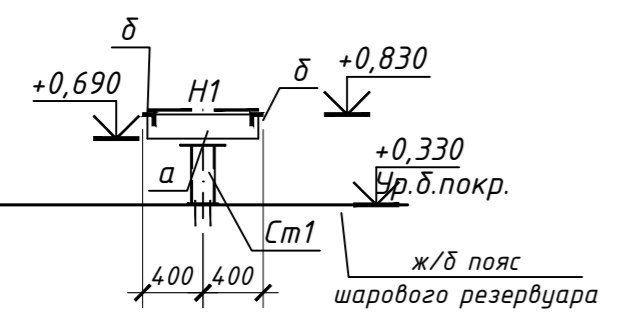 б
+0,690
Н1
б
+0,830
+0,330
Ур.б.покр.
а
Ст1
400
400
ж/б пояс
шарового резервуара